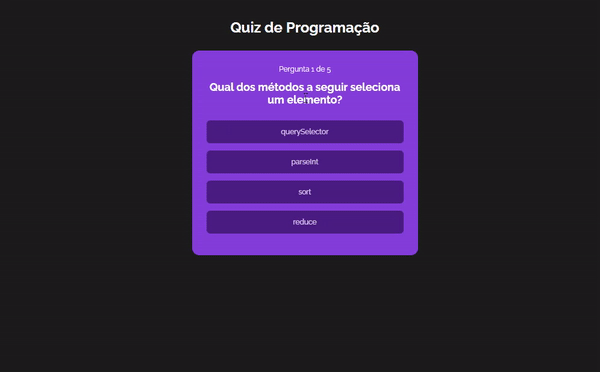 Quiz de Programação
Pergunta 1 de 5
Qual dos métodos a seguir seleciona
um elemento?
querySelector
parseInt
sort
reduce